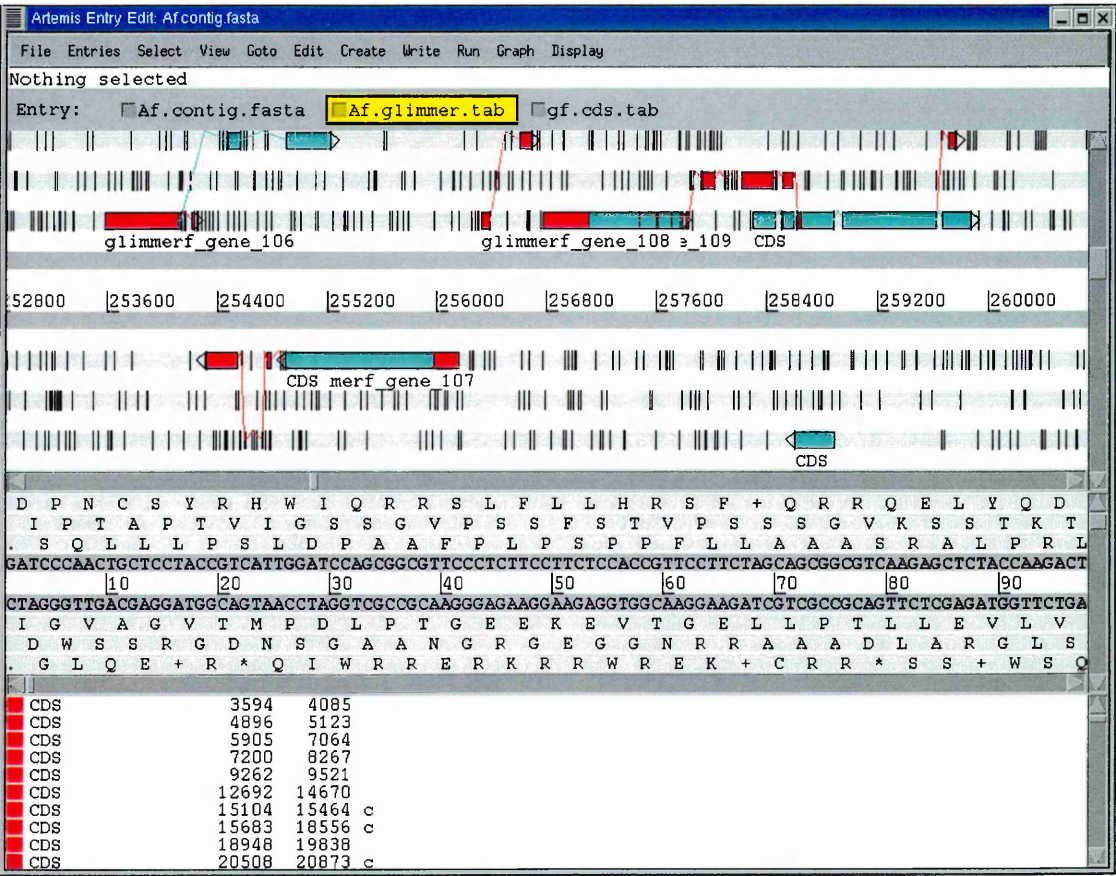 Artemis Entry Edit: Af.contig.fasta
File Entries Select View Goto Edit Create Write Run Graph Display
Nothing selected
Entry: Af.contig.fasta Af.glimmer.tab gf.cds.tab
glimmerf_gene_106 glimmerf_gene_108 e_109 CDS
52800 253600 254400 255200 256000 256800 257600 258400 259200 260000
CDS merf_gene_107
CDS
D P N C S Y R H W I Q R R S L F L L H R S F + Q R R Q E L Y Q D
I P T A P T V I G S S G V P S S F S T V P S S S G V K S S T K T
. S Q L L L P S L D P A A F P L P S P P F L L A A A S R A L P R L
GATCCCAACTGCTCCTACCGTCATTGGATCCAGCGGCGTTCCCTCTTCCTTCTCCACCGTTCCTTCTAGCAGCGGCGTCAAGAGCTCTACCAAGACT
10 20 30 40 50 60 70 80 90
CTAGGGTTGACGAGGATGGCAGTAACCTAGGTCGCCGCAAGGGAGAAGGAAGAGGTGGCAAGGAAGATCGTCGCCGCAGTTCTCGAGATGGTTCTGA
I G V A G V T M P D L P T G E E K E V T G E L L P T L L E V L V
D W S S R G D N S G A A N G R G E G G N R R A A A D L A R G L S
. G L Q E + R * Q I W R R E R K R R W R E K + C R R * S S + W S Q
CDS 3594 4085
CDS 4896 5123
CDS 5905 7064
CDS 7200 8267
CDS 9262 9521
CDS 12692 14670
CDS 15104 15464 c
CDS 15683 18556 c
CDS 18948 19838
CDS 20508 20873 c